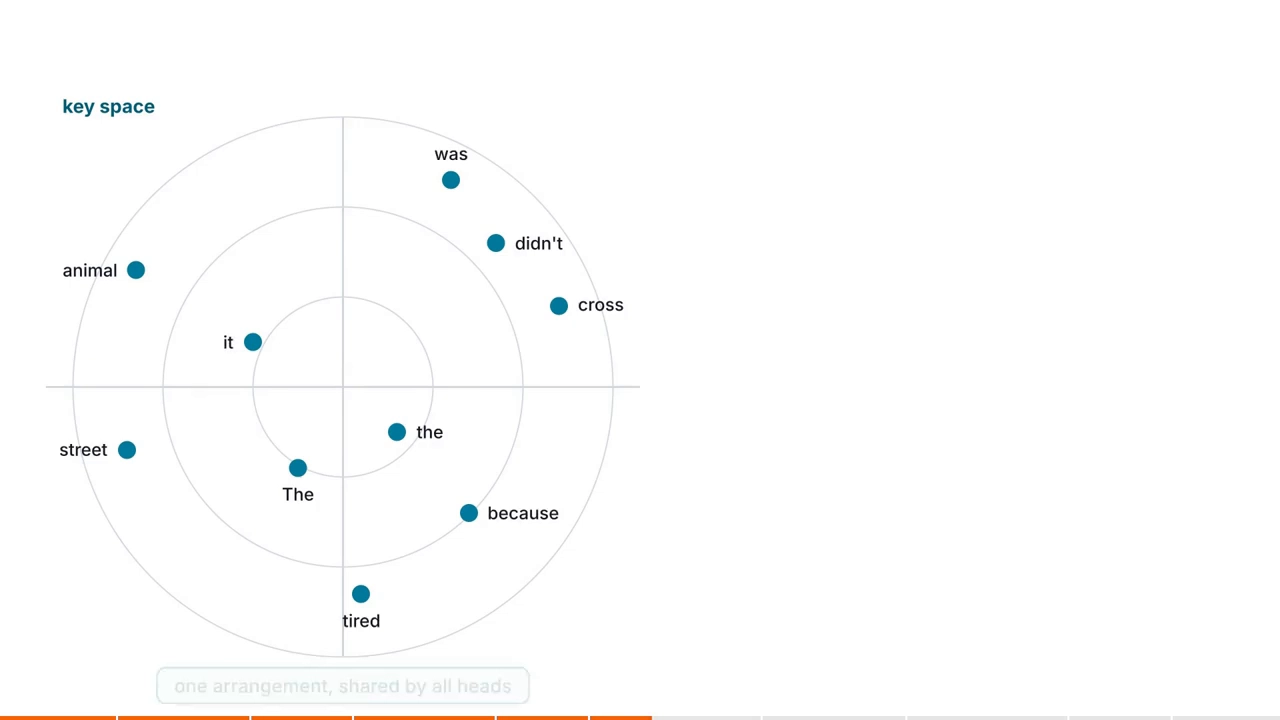 key space
was
didn't
animal
cross
it
the
street
The
because
tired
one arrangement, shared by all heads